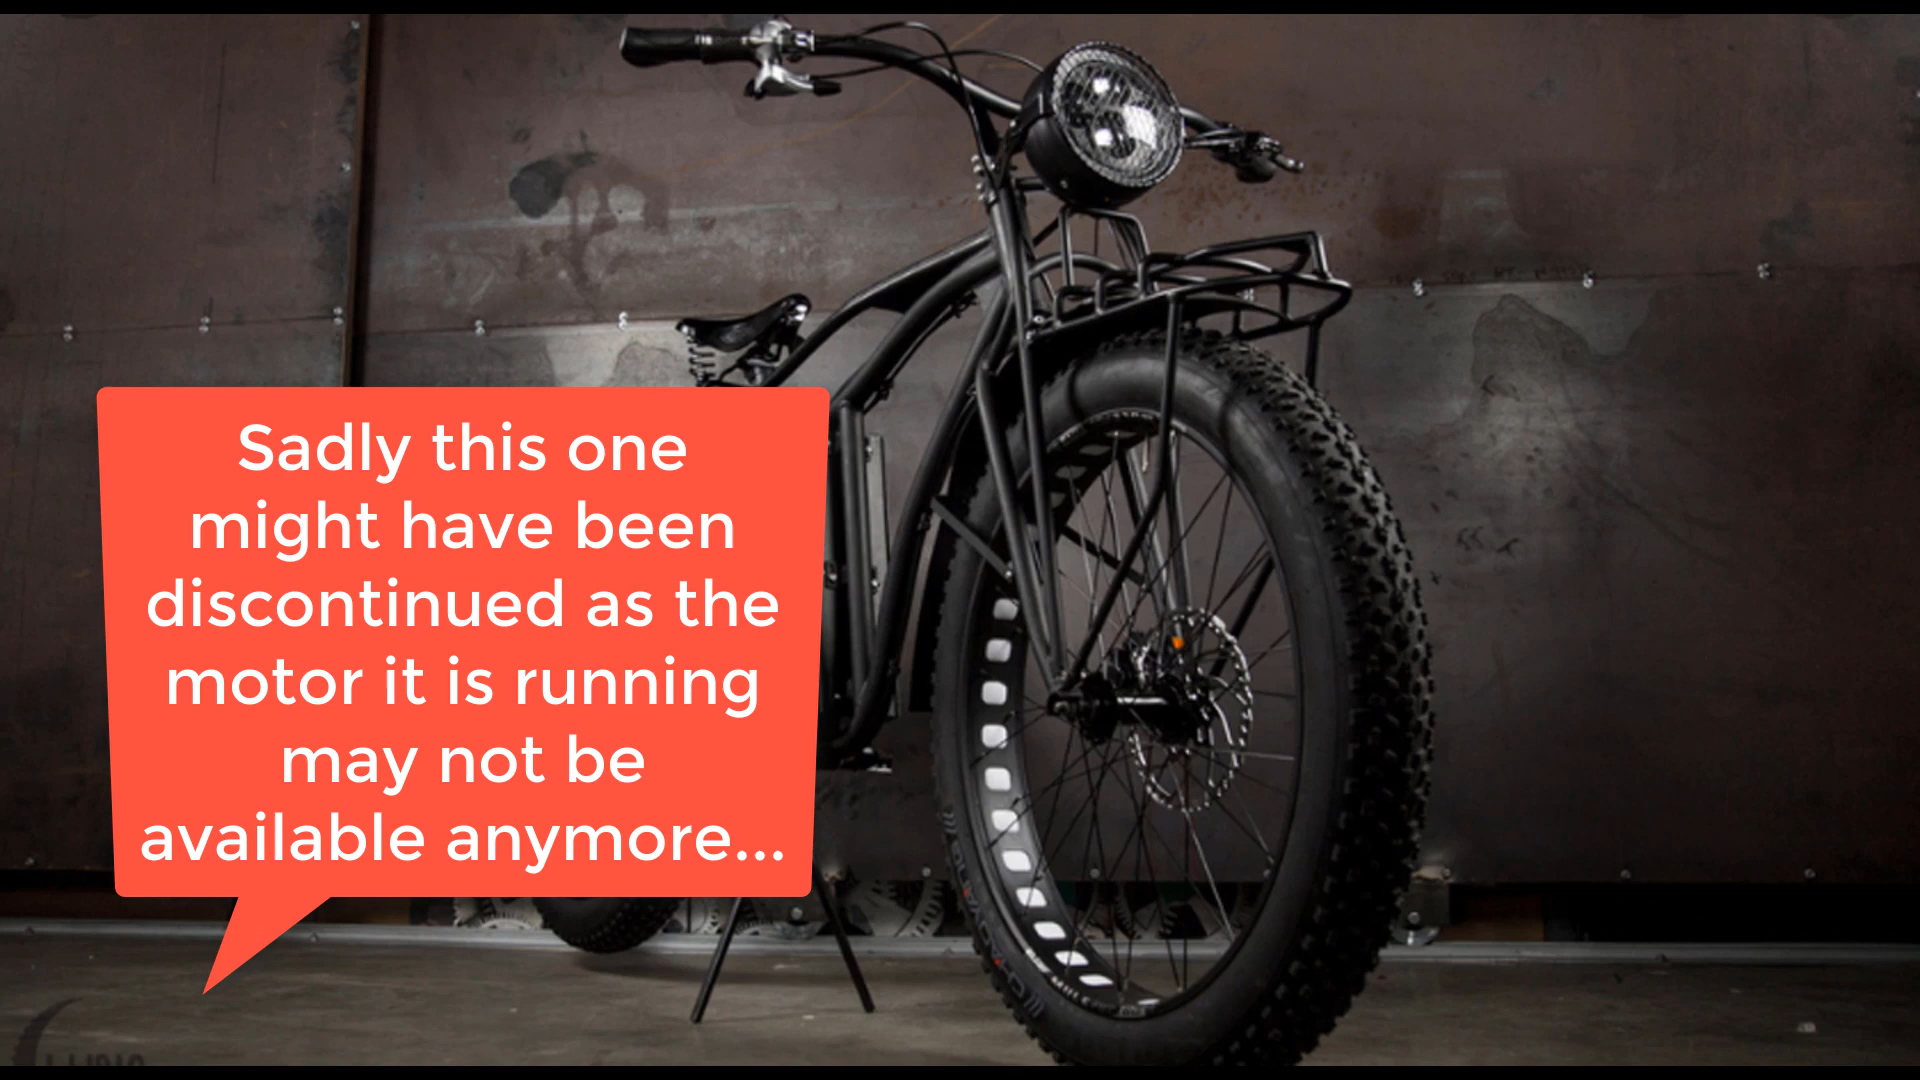 Sadly this one
might have been
discontinued as the
motor it is running
may not be
available anymore...